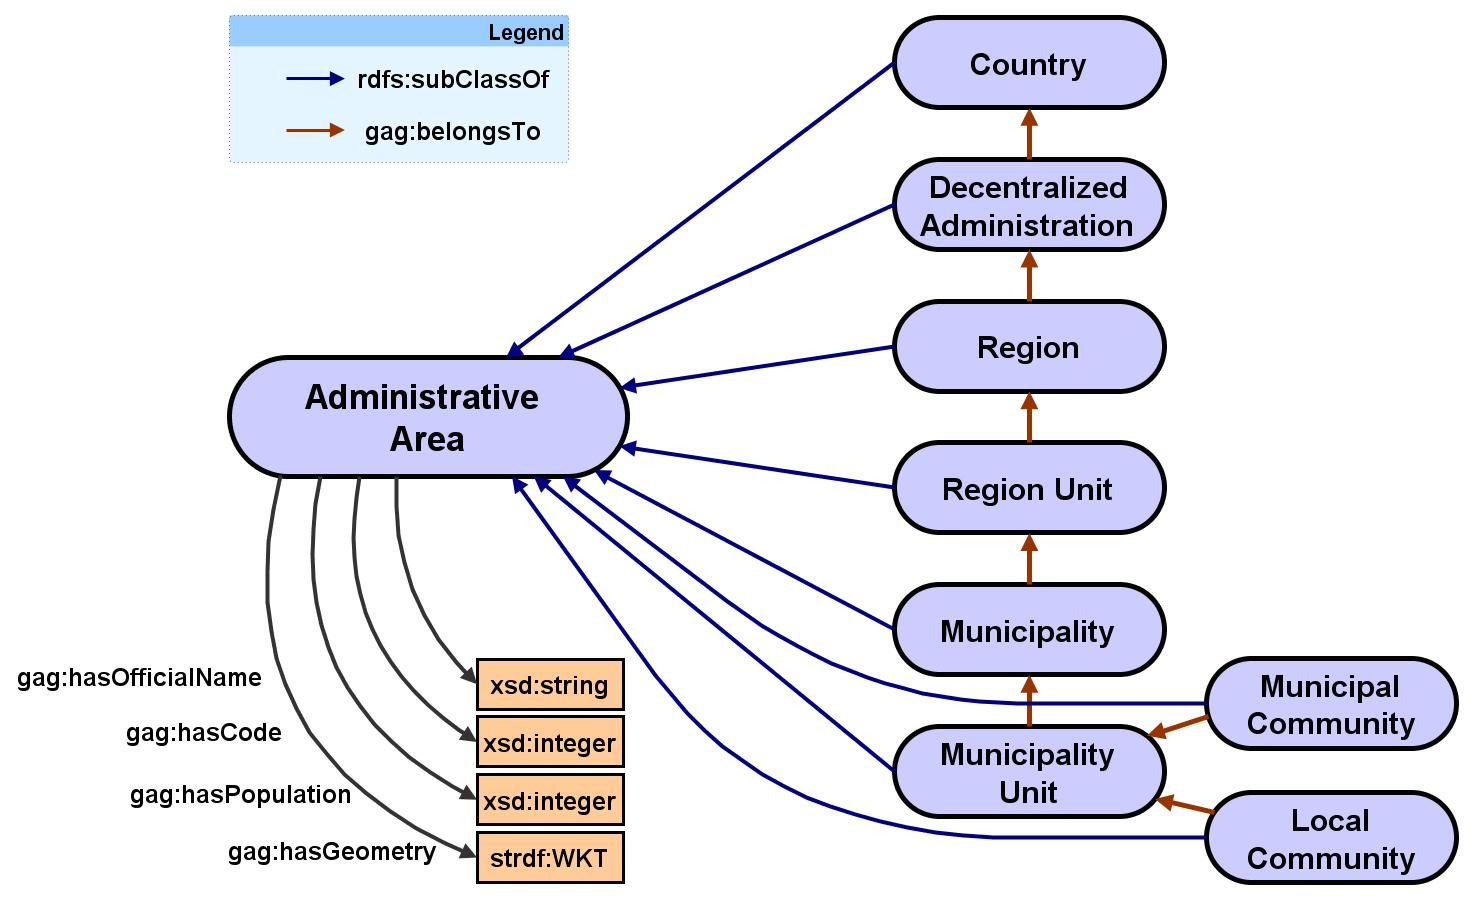 Legend
rdfs:subClassOf
gag:belongsTo
Country
Decentralized
Administration
Region
Administrative
Area
Region Unit
Municipality
Municipal
Community
Municipality
Unit
Local
Community
gag:hasOfficialName
xsd:string
gag:hasCode
xsd:integer
gag:hasPopulation
xsd:integer
gag:hasGeometry
strdf:WKT